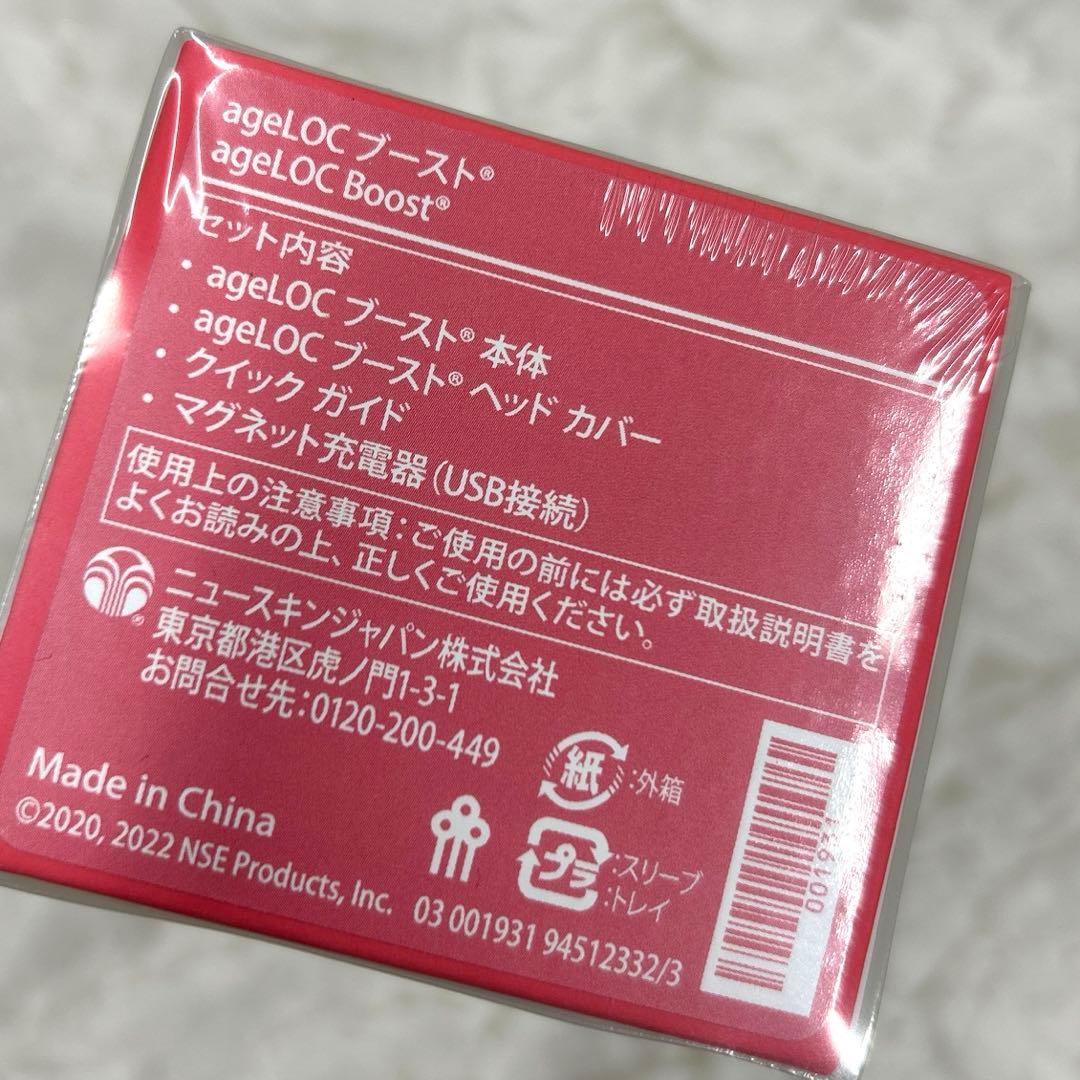 ageLOC ブースト®
ageLOC Boost®
セット内容
・ ageLOC ブースト® 本体
・ ageLOC ブースト® ヘッド カバー
・ クイック ガイド
・ マグネット充電器（USB接続）
使用上の注意事項：ご使用の前には必ず取扱説明書を
よくお読みの上、正しくご使用ください。
ニュースキンジャパン株式会社
東京都港区虎ノ門1-3-1
お問合せ先：0120-200-449
紙：外箱
プラ：スリーブ
：トレイ
Made in China
©2020, 2022 NSE Products, Inc.
03 001931 94512332/3